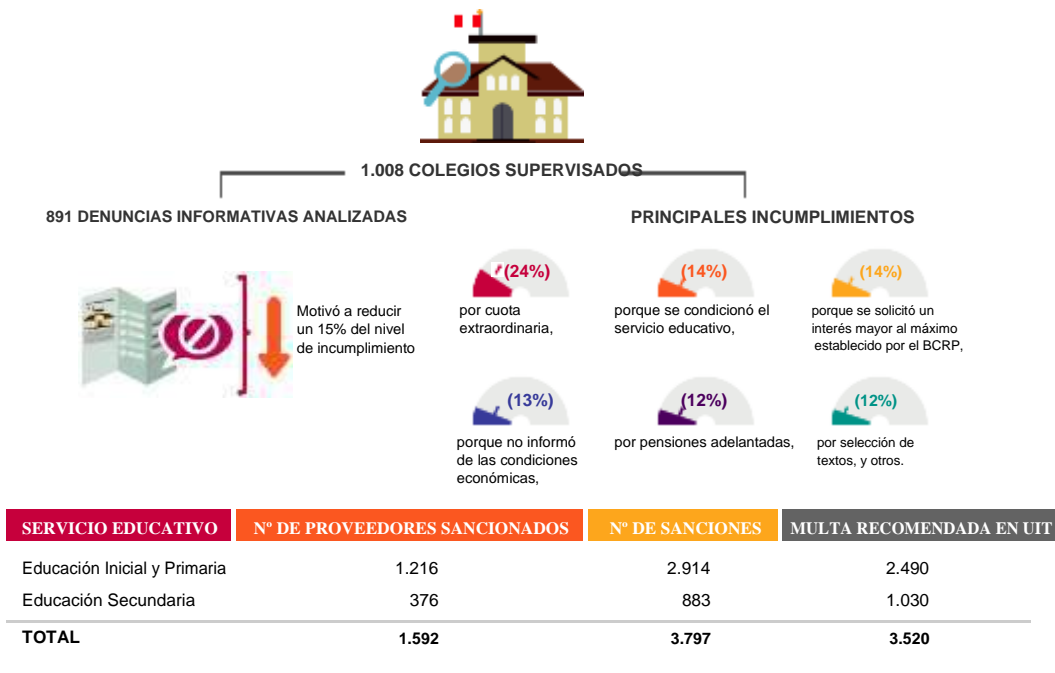 1.008 COLEGIOS SUPERVISADOS
891 DENUNCIAS INFORMATIVAS ANALIZADAS
Motivó a reducir
un 15% del nivel
de incumplimiento
PRINCIPALES INCUMPLIMIENTOS
(24%)
por cuota
extraordinaria,
(14%)
porque se condicionó el
servicio educativo,
(14%)
porque se solicitó un
interés mayor al máximo
establecido por el BCRP,
(13%)
porque no informó
de las condiciones
económicas,
(12%)
por pensiones adelantadas,
(12%)
por selección de
textos, y otros.
SERVICIO EDUCATIVO Nº DE PROVEEDORES SANCIONADOS Nº DE SANCIONES MULTA RECOMENDADA EN UIT
Educación Inicial y Primaria 1.216 2.914 2.490
Educación Secundaria 376 883 1.030
TOTAL 1.592 3.797 3.520